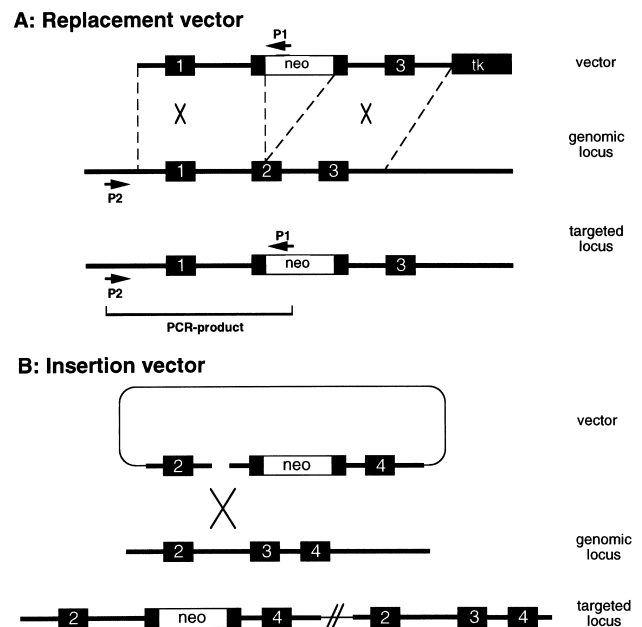 A: Replacement vector
P1
1 neo 3 tk vector
genomic locus
1 2 3
P2
targeted locus
P1
1 neo 3
P2
PCR-product
B: Insertion vector
vector
2 neo 4
genomic locus
2 3 4
targeted locus
2 neo 4 2 3 4